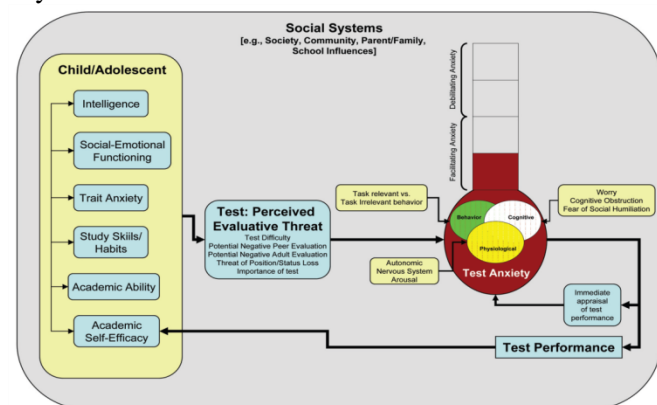 Social Systems
[e.g., Society, Community, Parent/Family,
School Influences]
Child/Adolescent
Intelligence
Social-Emotional
Functioning
Trait Anxiety
Study Skills/
Habits
Academic Ability
Academic
Self-Efficacy
Test: Perceived
Evaluative Threat
Test Difficulty
Potential Negative Peer Evaluation
Potential Negative Adult Evaluation
Threat of Position/Status Loss
Importance of test
Debilitating Anxiety
Facilitating Anxiety
Task relevant vs.
Task Irrelevant behavior
Worry
Cognitive Obstruction
Fear of Social Humiliation
Behavior
Cognitive
Physiological
Test Anxiety
Autonomic
Nervous System
Arousal
Immediate
appraisal
of test
performance
Test Performance